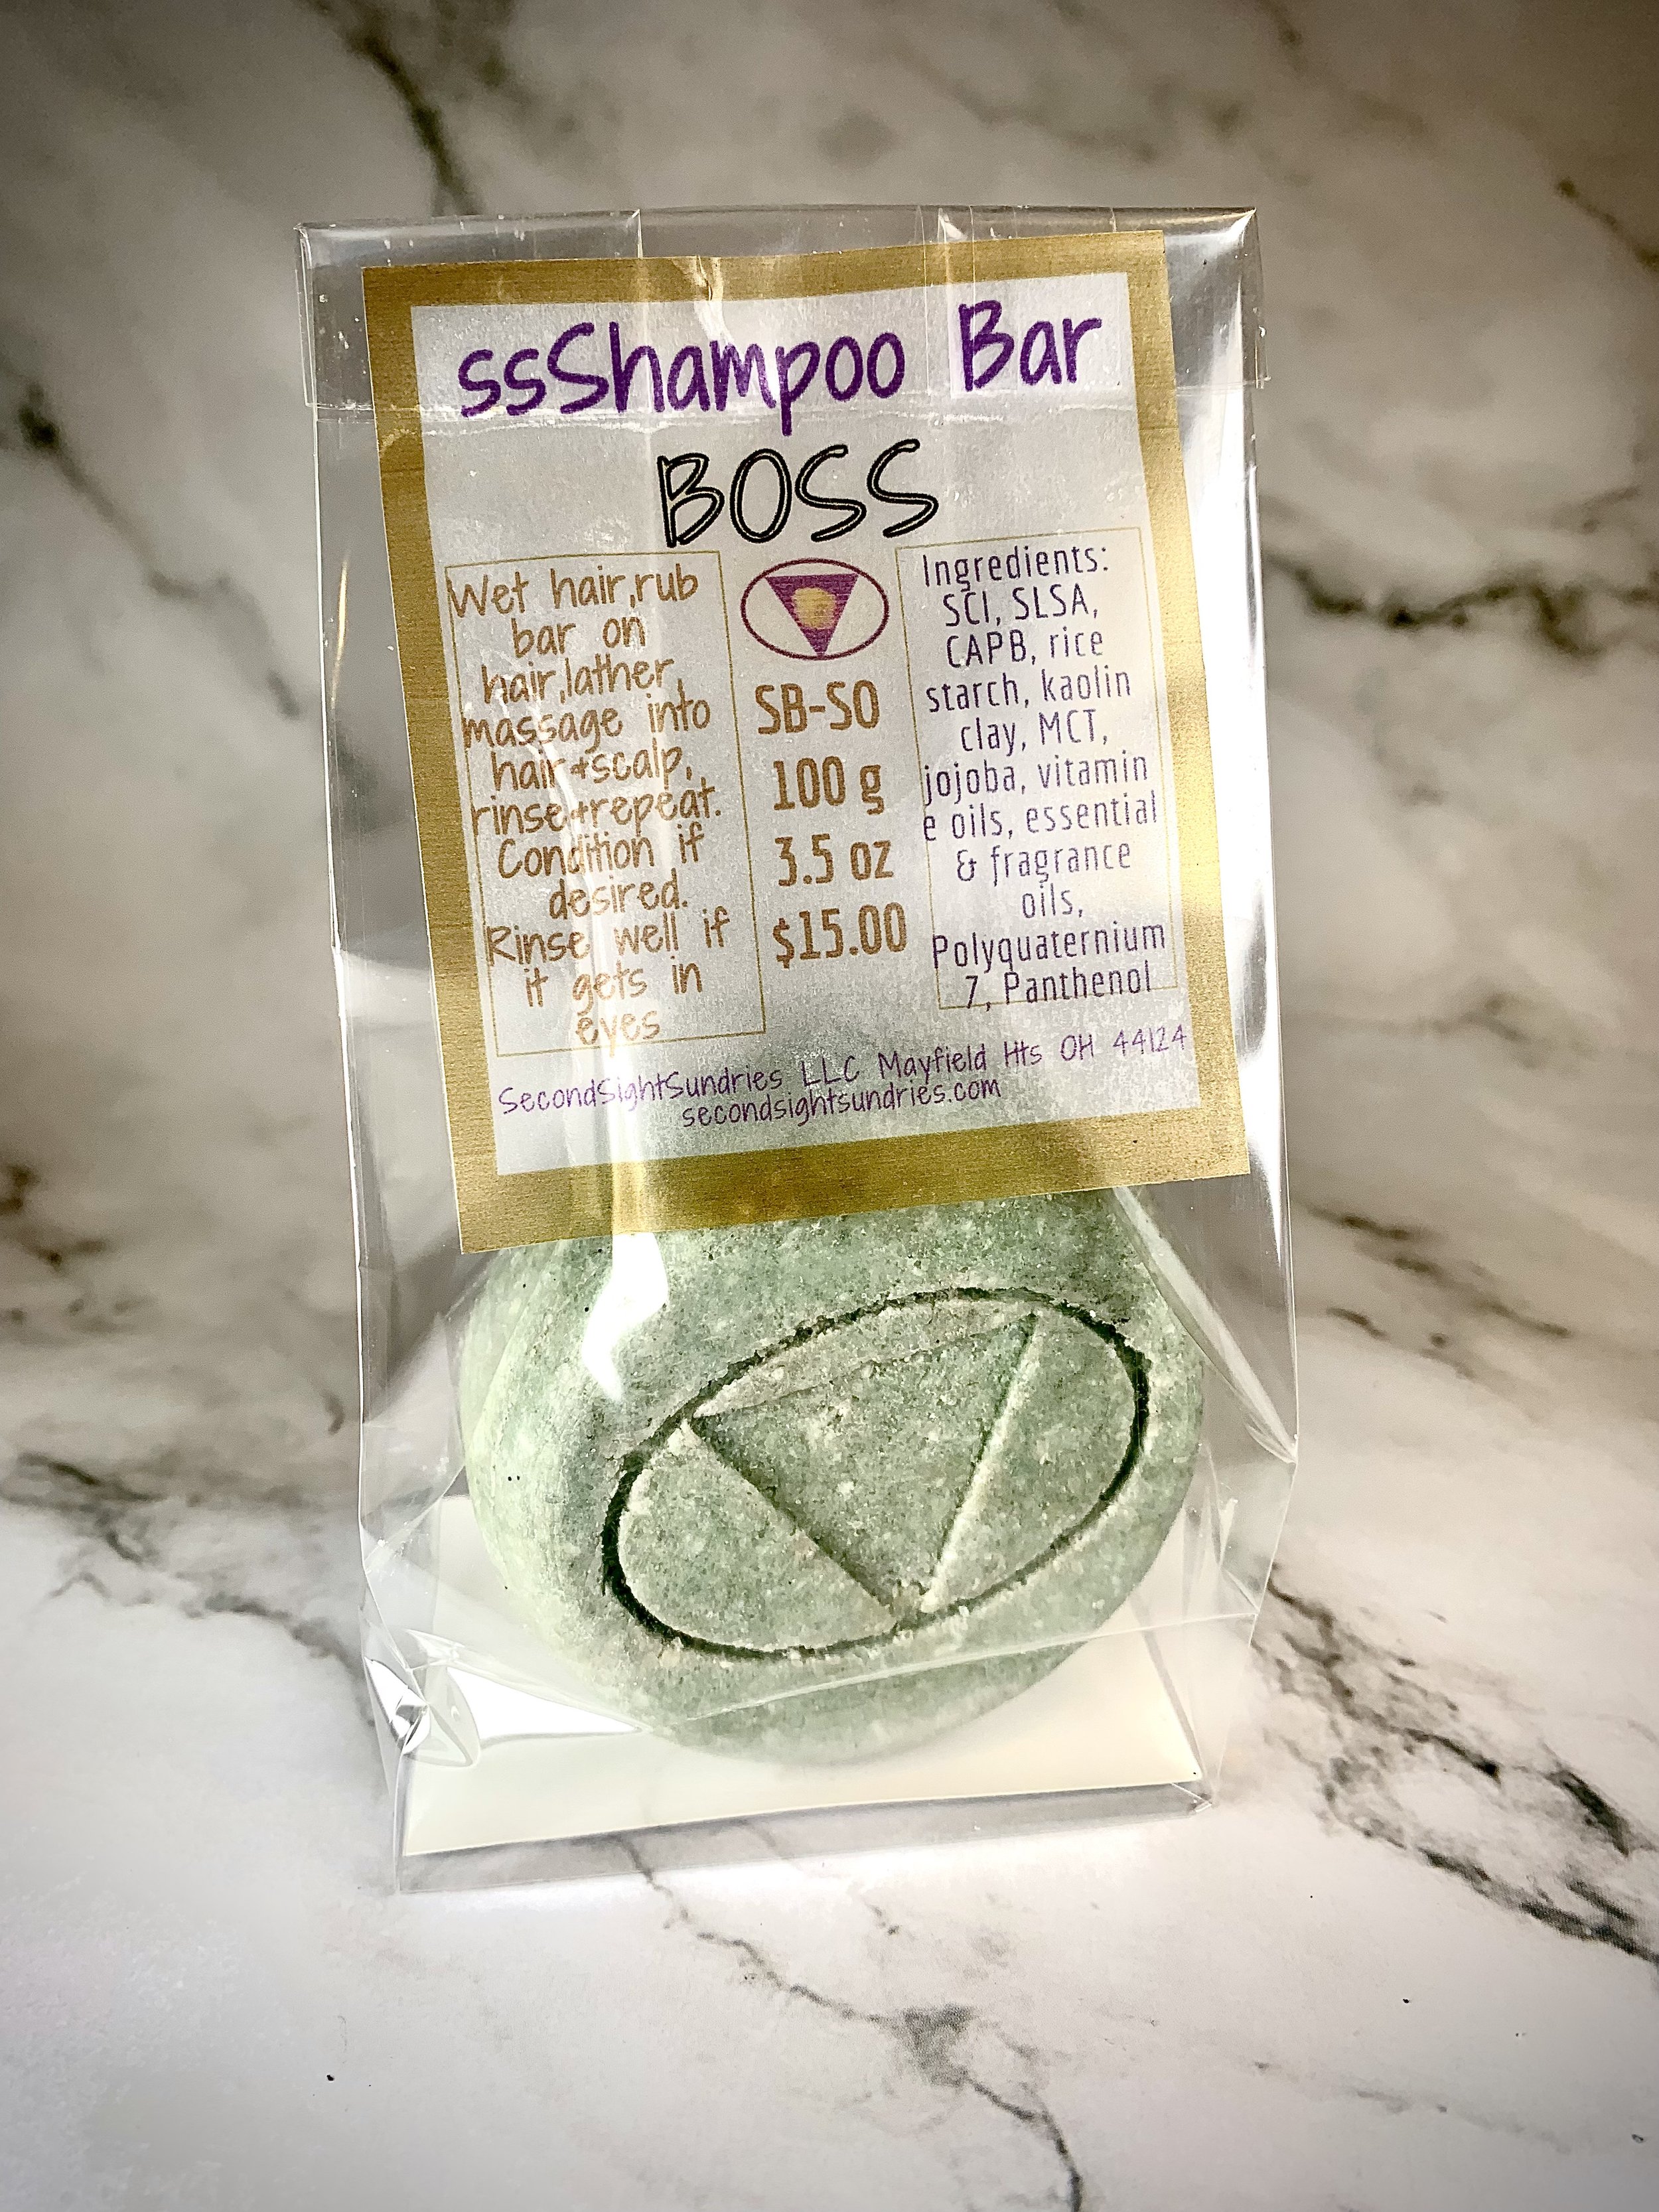 ssShampoo Bar
BOSS
Wet hair,rub
bar on
hair,lather,
massage into
hair+scalp,
rinse+repeat.
Condition if
desired.
Rinse well if
it gets in
eyes
SB-SO
100 g
3.5 oz
$15.00
Ingredients:
SCI, SLSA,
CAPB, rice
starch, kaolin
clay, MCT,
jojoba, vitamin
e oils, essential
& fragrance
oils,
Polyquaternium
7, Panthenol
SecondSightSundries LLC Mayfield Hts OH 44124
secondsightsundries.com